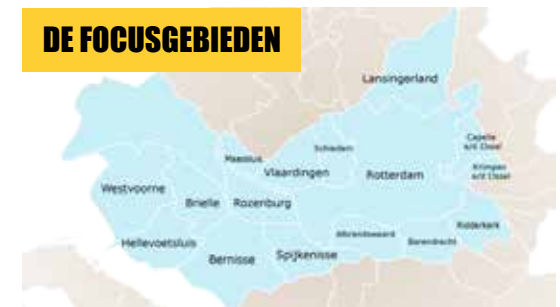 DE FOCUSGEBIEDEN
Lansingerland
Capelle
a/d IJssel
Schiedam
Maassluis
Krimpen
a/d IJssel
Vlaardingen
Rotterdam
Westvoorne
Brielle
Rozenburg
Ridderkerk
Albrandswaard
Barendrecht
Hellevoetsluis
Spijkenisse
Bernisse